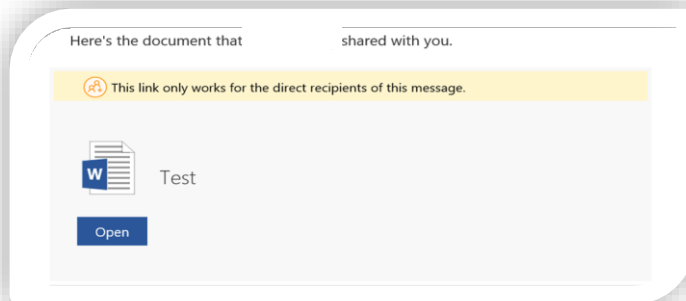 Here's the document that shared with you.
This link only works for the direct recipients of this message.
W
Test
Open